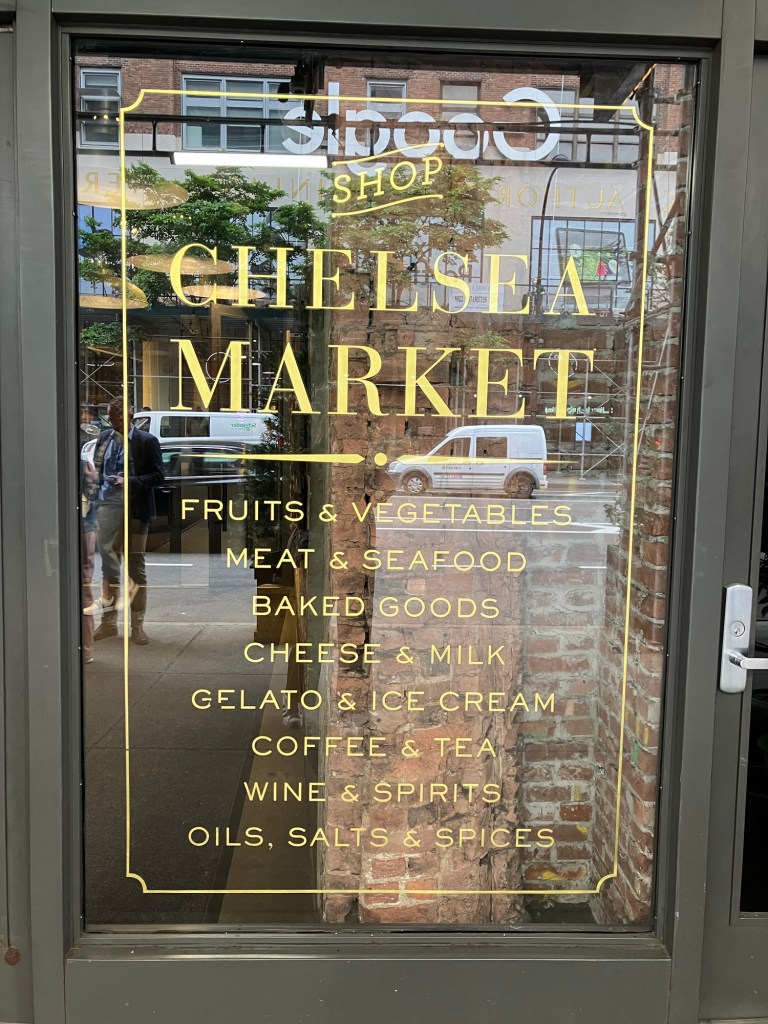 Google
SHOP
CHELSEA
MARKET
FRUITS & VEGETABLES
MEAT & SEAFOOD
BAKED GOODS
CHEESE & MILK
GELATO & ICE CREAM
COFFEE & TEA
WINE & SPIRITS
OILS, SALTS & SPICES